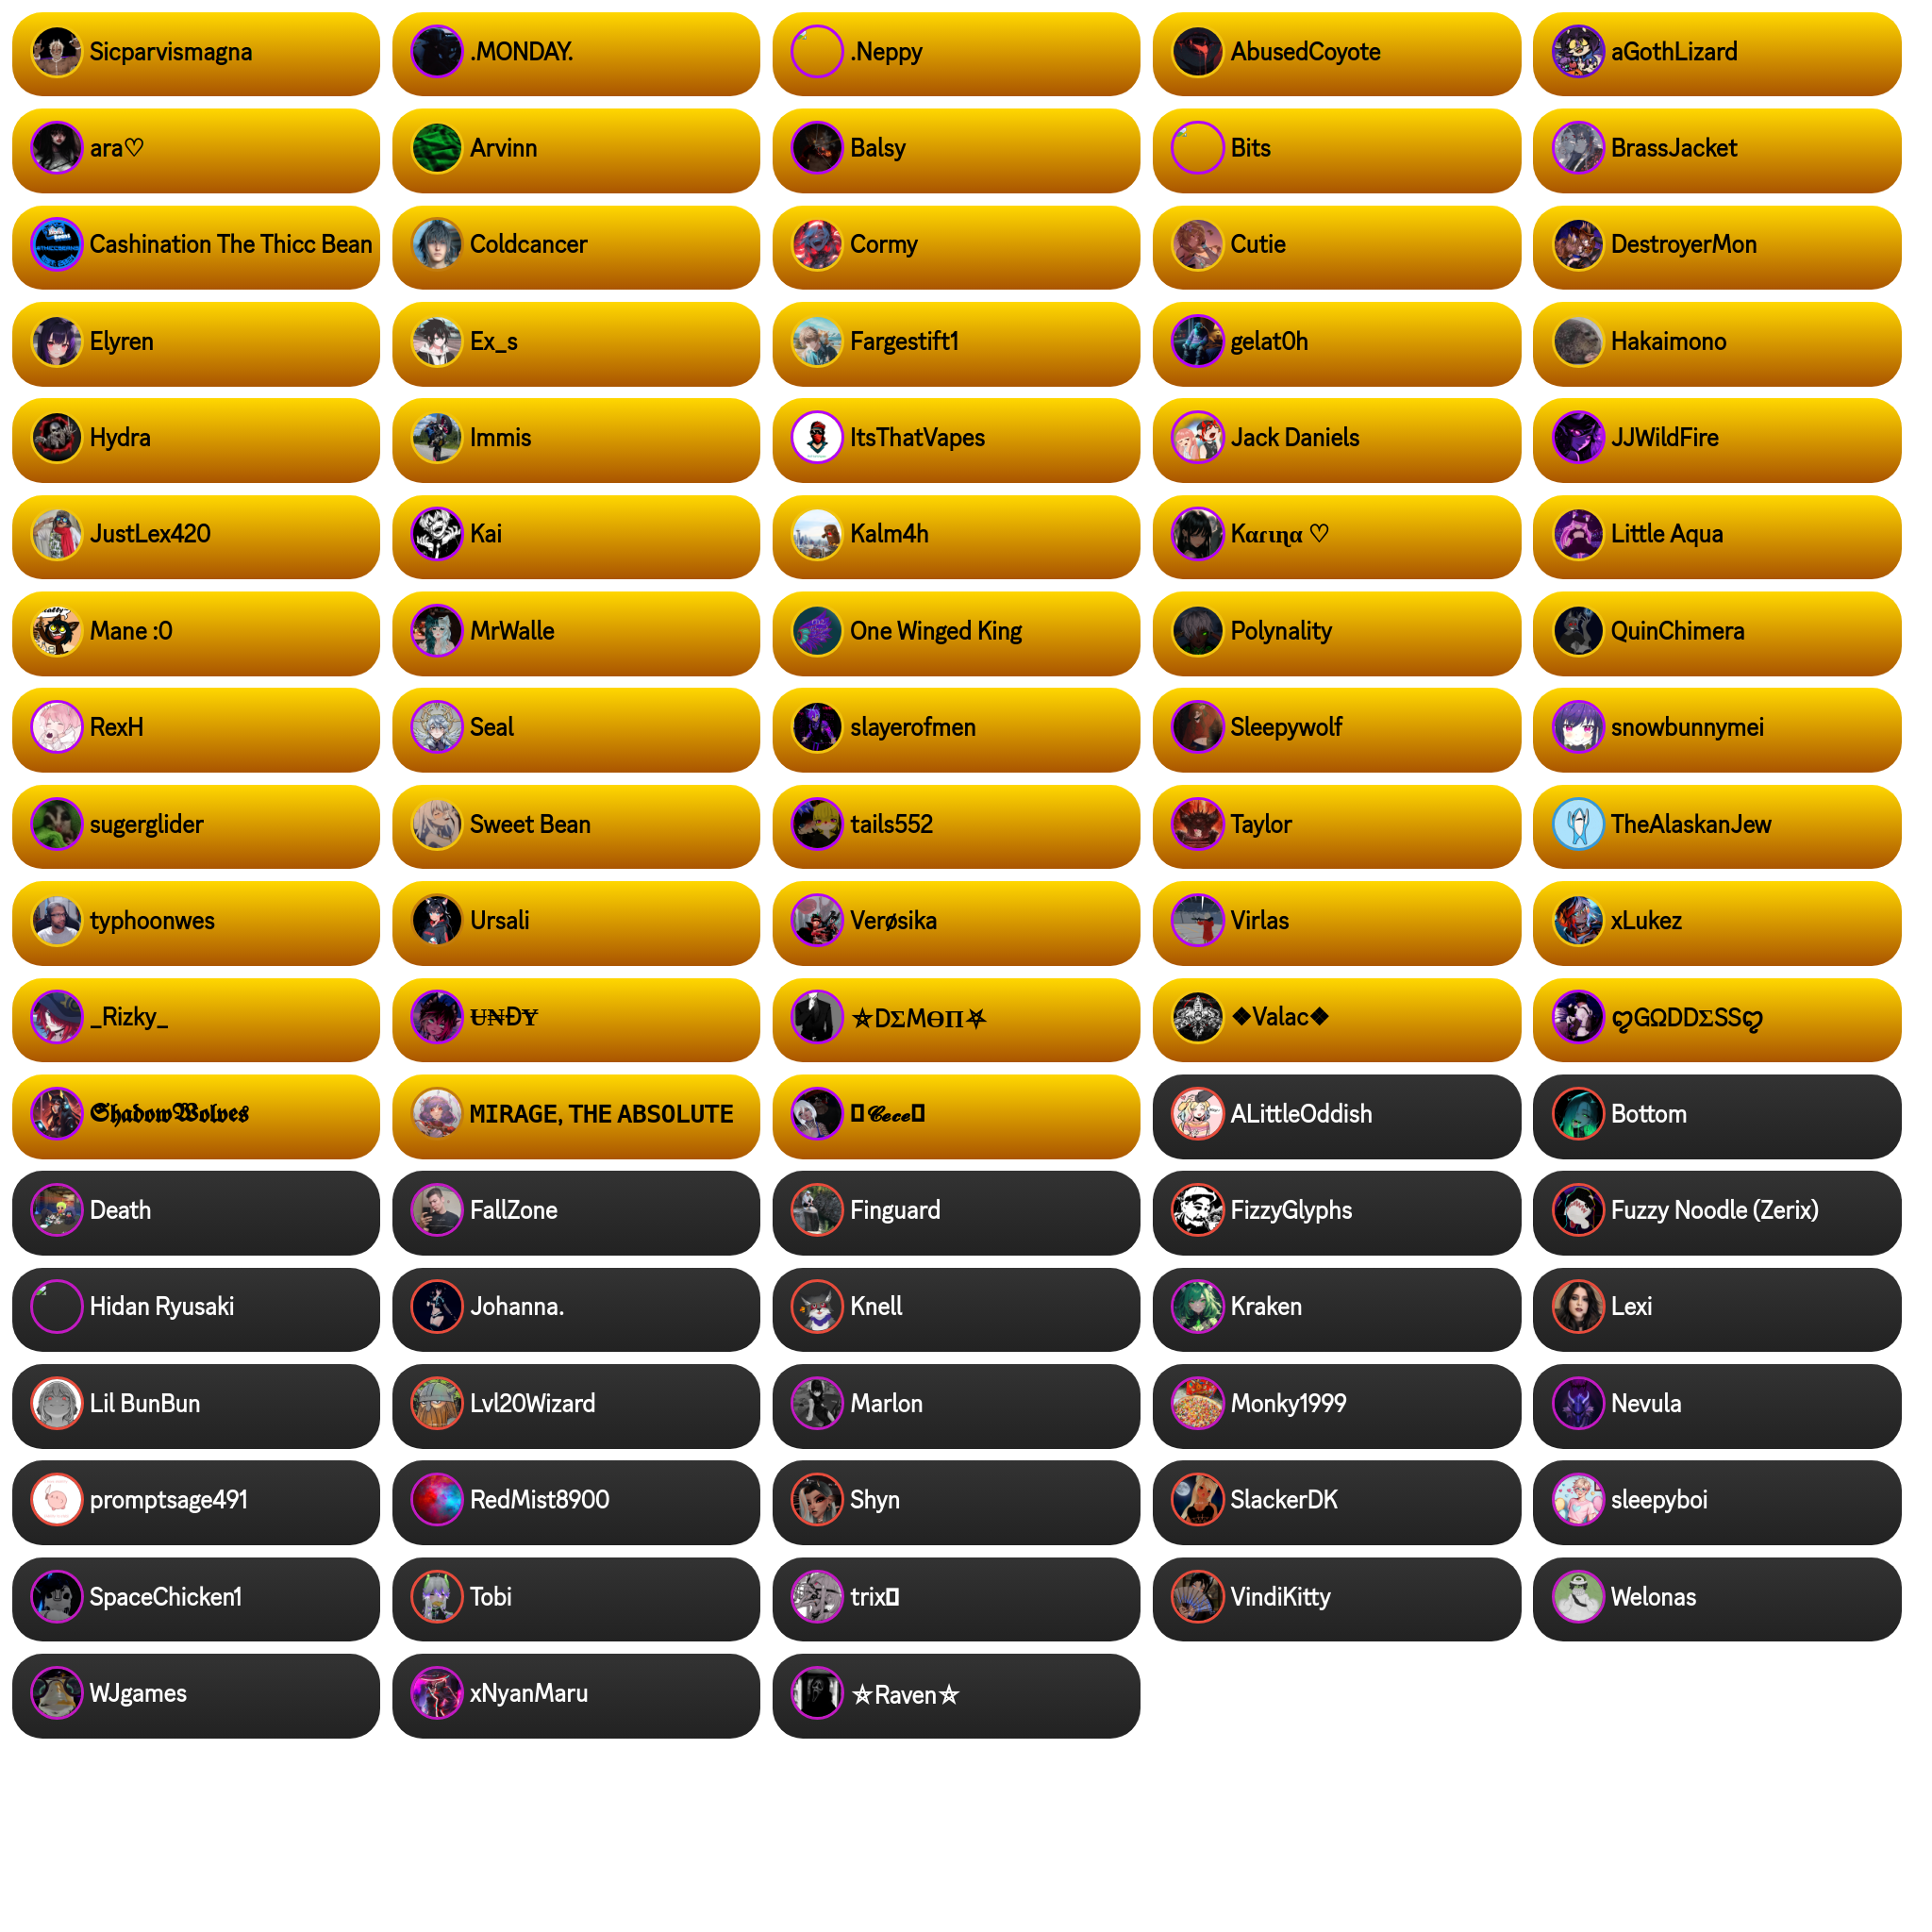 Sicparvismagna
.MONDAY.
.Neppy
AbusedCoyote
aGothLizard
ara♡
Arvinn
Balsy
Bits
BrassJacket
Cashination The Thicc Bean
Coldcancer
Cormy
Cutie
DestroyerMon
Elyren
Ex_s
Fargestift1
gelat0h
Hakaimono
Hydra
Immis
ItsThatVapes
Jack Daniels
JJWildFire
JustLex420
Kai
Kalm4h
Kαɾιɳα ♡
Little Aqua
Mane :0
MrWalle
One Winged King
Polynality
QuinChimera
RexH
Seal
slayerofmen
Sleepywolf
snowbunnymei
sugerglider
Sweet Bean
tails552
Taylor
TheAlaskanJew
typhoonwes
Ursali
Verøsika
Virlas
xLukez
_Rizky_
U̶₦ĐɎ
⛥DΣMӨП⛧
❖Valac❖
ღGΩDDΣSSღ
𝕾𝖍𝖆𝖉𝖔𝖜𝖂𝖔𝖑𝖛𝖊𝖘
MIRAGE, THE ABSOLUTE
𝓒𝓮𝓬𝓮
ALittleOddish
Bottom
Death
FallZone
Finguard
FizzyGlyphs
Fuzzy Noodle (Zerix)
Hidan Ryusaki
Johanna.
Knell
Kraken
Lexi
Lil BunBun
Lvl20Wizard
Marlon
Monky1999
Nevula
promptsage491
RedMist8900
Shyn
SlackerDK
sleepyboi
SpaceChicken1
Tobi
trix
VindiKitty
Welonas
WJgames
xNyanMaru
⛥Raven⛥